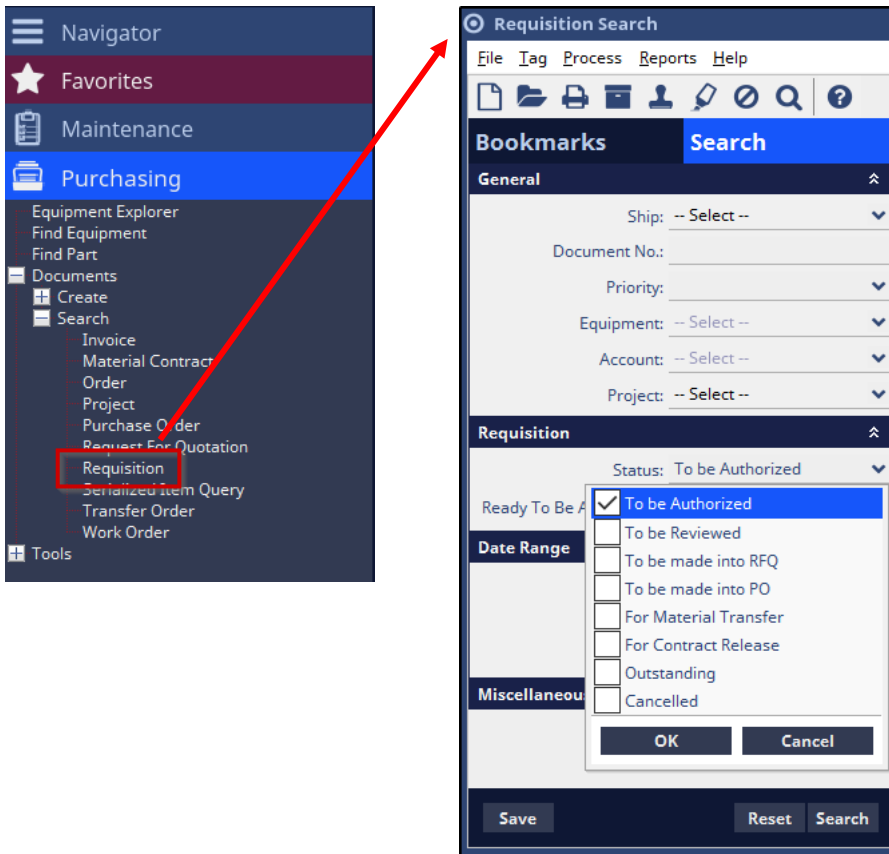 Navigator
Favorites
Maintenance
Purchasing
Equipment Explorer
Find Equipment
Find Part
Documents
Create
Search
Invoice
Material Contract
Order
Project
Purchase Order
Request For Quotation
Requisition
Serialized Item Query
Transfer Order
Work Order
Tools
Requisition Search
File Tag Process Reports Help
Bookmarks Search
General
Ship: -- Select --
Document No.:
Priority:
Equipment: -- Select --
Account: -- Select --
Project: -- Select --
Requisition
Status: To be Authorized
Ready To Be A
To be Authorized
To be Reviewed
Date Range
To be made into RFQ
To be made into PO
For Material Transfer
For Contract Release
Outstanding
Miscellaneou
Cancelled
OK Cancel
Save Reset Search